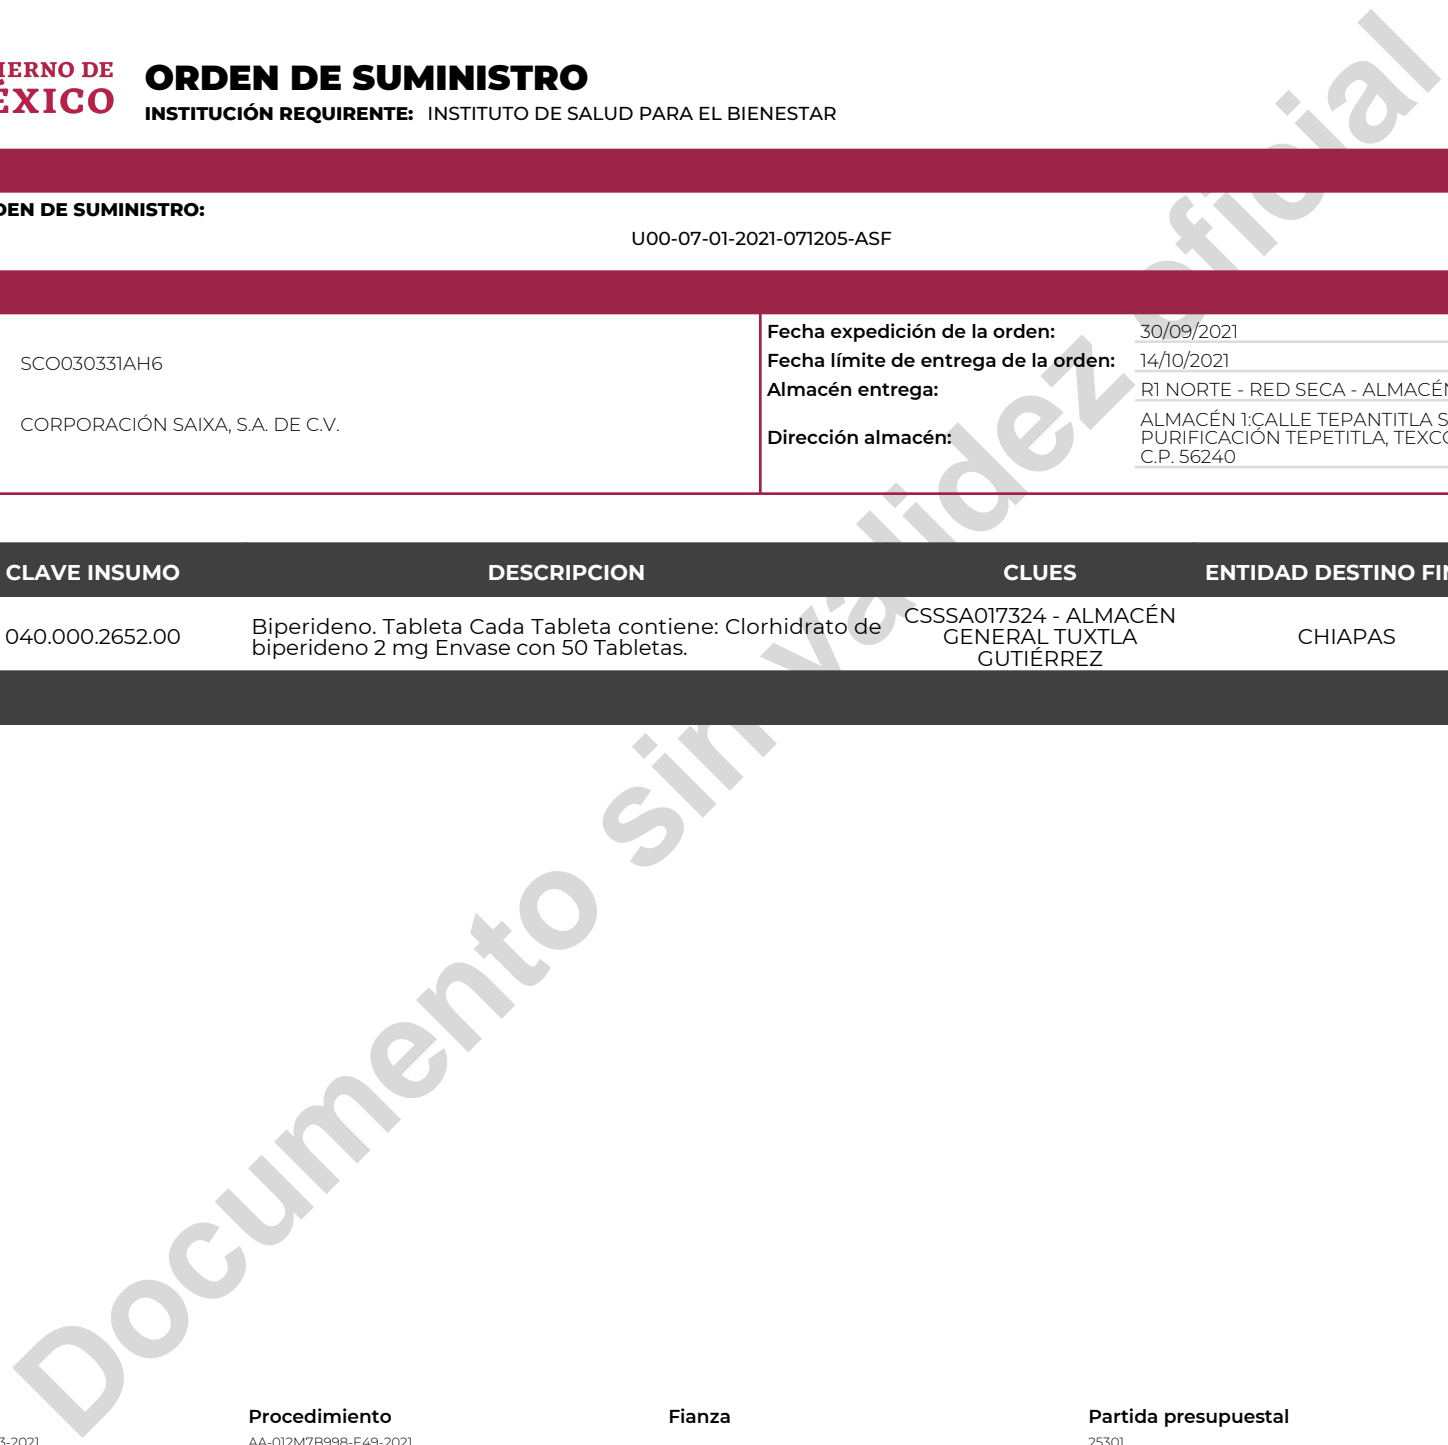 ORDEN DE SUMINISTRO
INSTITUCIÓN REQUIRENTE: INSTITUTO DE SALUD PARA EL BIENESTAR
IERNO DE
ÉXICO
DEN DE SUMINISTRO:
U00-07-01-2021-071205-ASF
SCO030331AH6
CORPORACIÓN SAIXA, S.A. DE C.V.
Fecha expedición de la orden: 30/09/2021
Fecha límite de entrega de la orden: 14/10/2021
Almacén entrega: R1 NORTE - RED SECA - ALMACÉN
Dirección almacén: ALMACÉN 1:CALLE TEPANTITLA S
PURIFICACIÓN TEPETITLA, TEXCO
C.P. 56240
CLAVE INSUMO DESCRIPCION CLUES ENTIDAD DESTINO FIN
040.000.2652.00
Biperideno. Tableta Cada Tableta contiene: Clorhidrato de
biperideno 2 mg Envase con 50 Tabletas.
CSSSA017324 - ALMACÉN
GENERAL TUXTLA
GUTIÉRREZ
CHIAPAS
Documento sin validez oficial
Procedimiento Fianza Partida presupuestal
3-2021 AA-012M7B998-E49-2021 25301